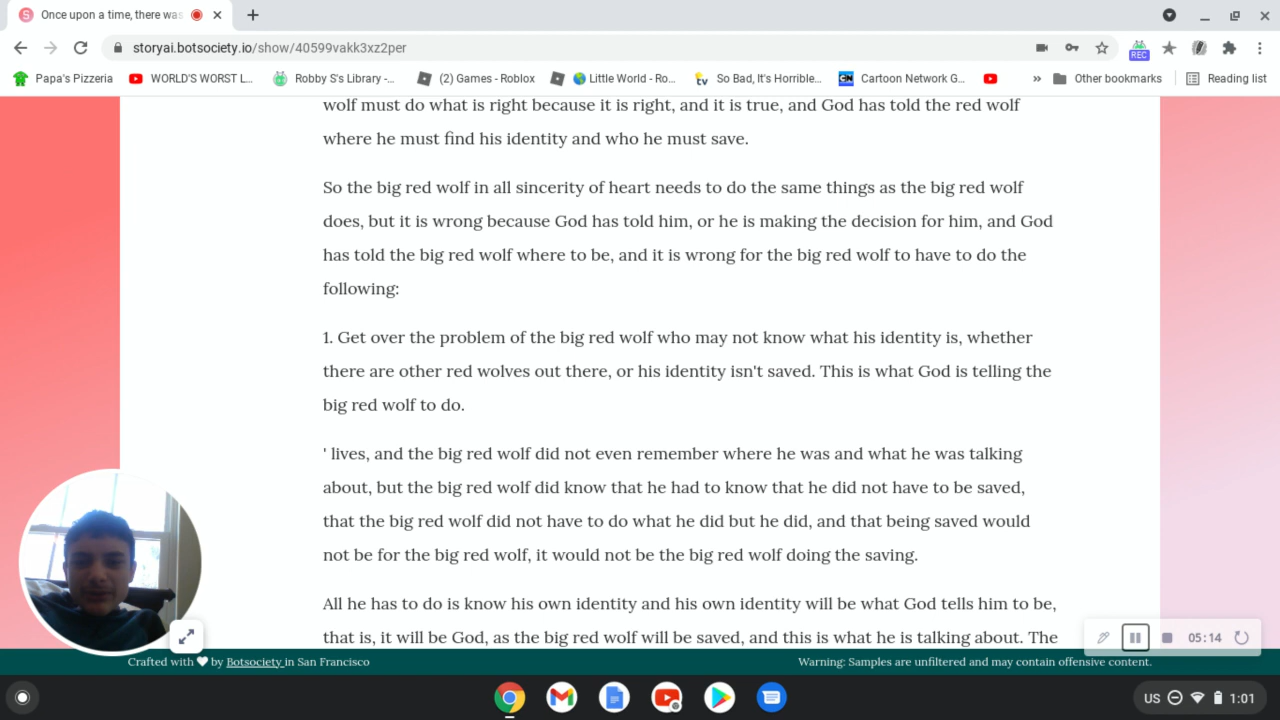 Once upon a time, there was
storyai.botsociety.io/show/40599vakk3xz2per
REC
Papa's Pizzeria
WORLD'S WORST L...
Robby S's Library -...
(2) Games - Roblox
Little World - Ro...
tv
So Bad, It's Horrible...
CN
Cartoon Network G...
»
Other bookmarks
Reading list
wolf must do what is right because it is right, and it is true, and God has told the red wolf
where he must find his identity and who he must save.
So the big red wolf in all sincerity of heart needs to do the same things as the big red wolf
does, but it is wrong because God has told him, or he is making the decision for him, and God
has told the big red wolf where to be, and it is wrong for the big red wolf to have to do the
following:
1. Get over the problem of the big red wolf who may not know what his identity is, whether
there are other red wolves out there, or his identity isn't saved. This is what God is telling the
big red wolf to do.
' lives, and the big red wolf did not even remember where he was and what he was talking
about, but the big red wolf did know that he had to know that he did not have to be saved,
that the big red wolf did not have to do what he did but he did, and that being saved would
not be for the big red wolf, it would not be the big red wolf doing the saving.
All he has to do is know his own identity and his own identity will be what God tells him to be,
that is, it will be God, as the big red wolf will be saved, and this is what he is talking about. The
05:14
Crafted with ❤ by Botsociety in San Francisco
Warning: Samples are unfiltered and may contain offensive content.
US
1:01